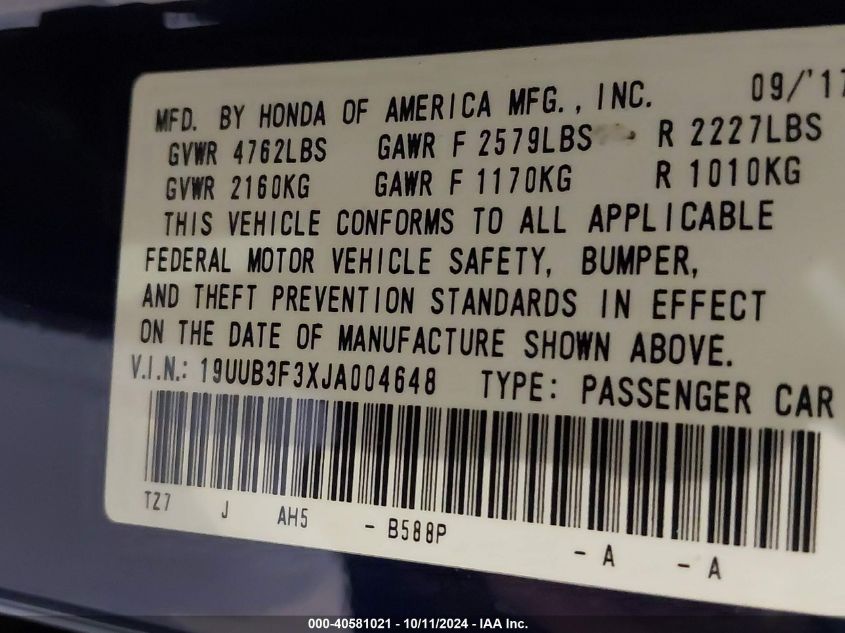 MFD. BY HONDA OF AMERICA MFG., INC. 09/'17
GVWR 4762LBS GAWR F 2579LBS R 2227LBS
GVWR 2160KG GAWR F 1170KG R 1010KG
THIS VEHICLE CONFORMS TO ALL APPLICABLE
FEDERAL MOTOR VEHICLE SAFETY, BUMPER,
AND THEFT PREVENTION STANDARDS IN EFFECT
ON THE DATE OF MANUFACTURE SHOWN ABOVE.
V.I.N.: 19UUB3F3XJA004648 TYPE: PASSENGER CAR
TZ7 J AH5 - B588P - A - A
000-40581021 - 10/11/2024 - IAA Inc.